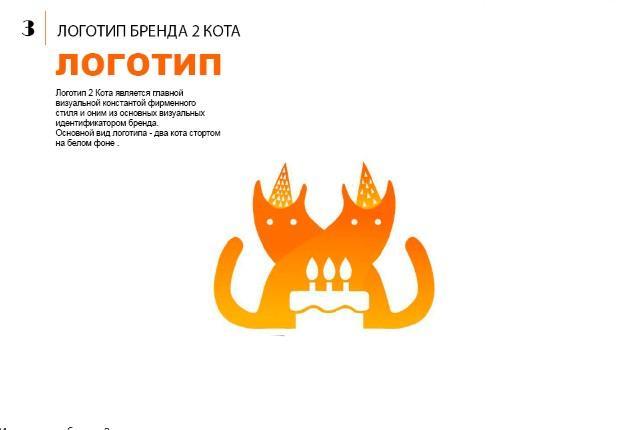 3
ЛОГОТИП БРЕНДА 2 КОТА
ЛОГОТИП
Логотип 2 Кота является главной
визуальной константой фирменного
стиля и оним из основных визуальных
идентификатором бренда.
Основной вид логотипа - два кота стортом
на белом фоне .